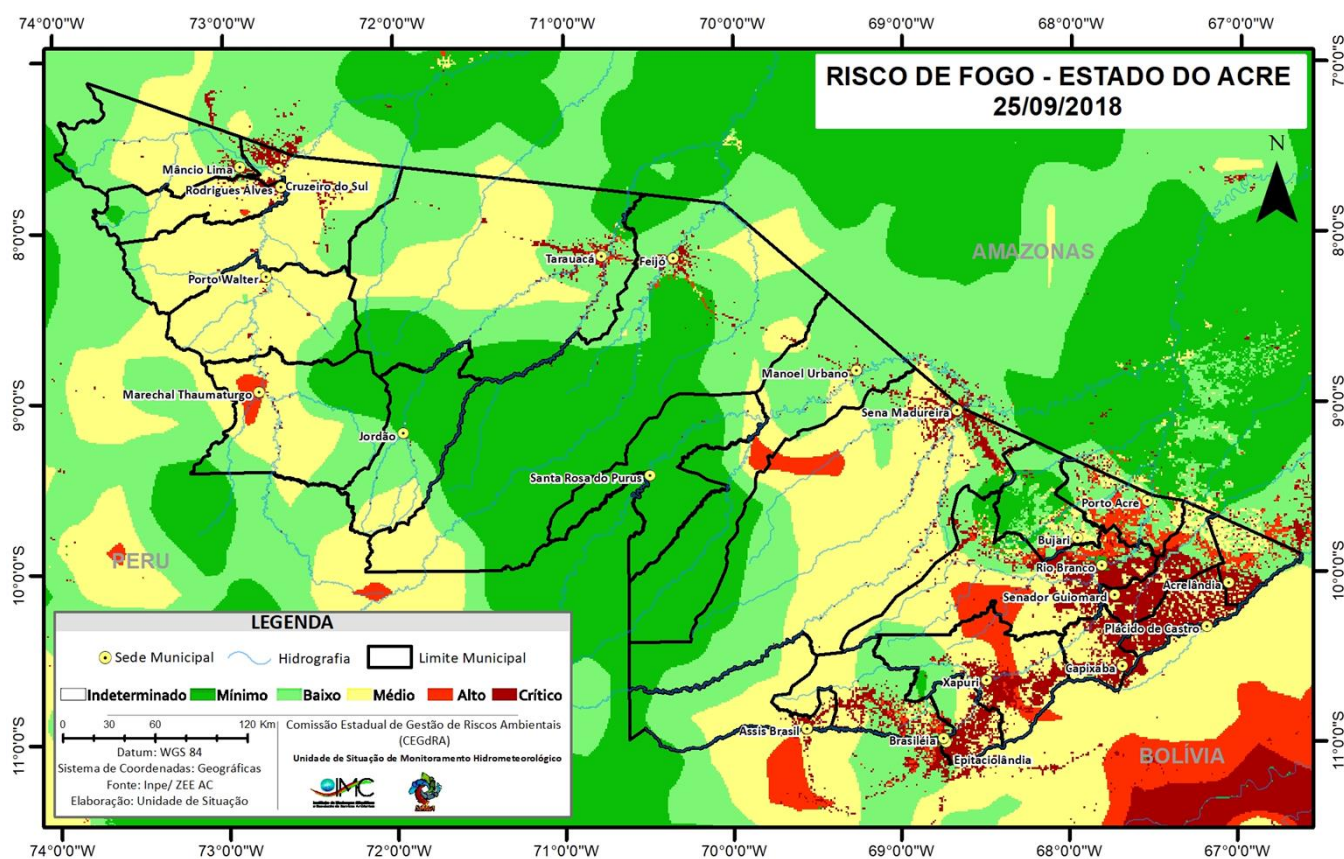 74°0'0"W 73°0'0"W 72°0'0"W 71°0'0"W 70°0'0"W 69°0'0"W 68°0'0"W 67°0'0"W
RISCO DE FOGO - ESTADO DO ACRE
25/09/2018
N
7°0'0"S
8°0'0"S 8°0'0"S
9°0'0"S 9°0'0"S
10°0'0"S 10°0'0"S
11°0'0"S 11°0'0"S
Mâncio Lima
Rodrigues Alves
Cruzeiro do Sul
AMAZONAS
Tarauacá
Feijó
Porto Walter
Manoel Urbano
Marechal Thaumaturgo
Sena Madureira
Jordão
Santa Rosa do Purus
Porto Acre
Bujari
PERU
Rio Branco
Acrelândia
Senador Guiomard
Plácido de Castro
Capixaba
Xapuri
Assis Brasil
Brasiléia
Epitaciolândia
BOLÍVIA
LEGENDA
Sede Municipal
Hidrografia
Limite Municipal
Indeterminado Mínimo Baixo Médio Alto Crítico
0 30 60 120 Km
Datum: WGS 84
Sistema de Coordenadas: Geográficas
Fonte: Inpe/ ZEE AC
Elaboração: Unidade de Situação
Comissão Estadual de Gestão de Riscos Ambientais
(CEGdRA)
Unidade de Situação de Monitoramento Hidrometeorológico
IMC
74°0'0"W 73°0'0"W 72°0'0"W 71°0'0"W 70°0'0"W 69°0'0"W 68°0'0"W 67°0'0"W